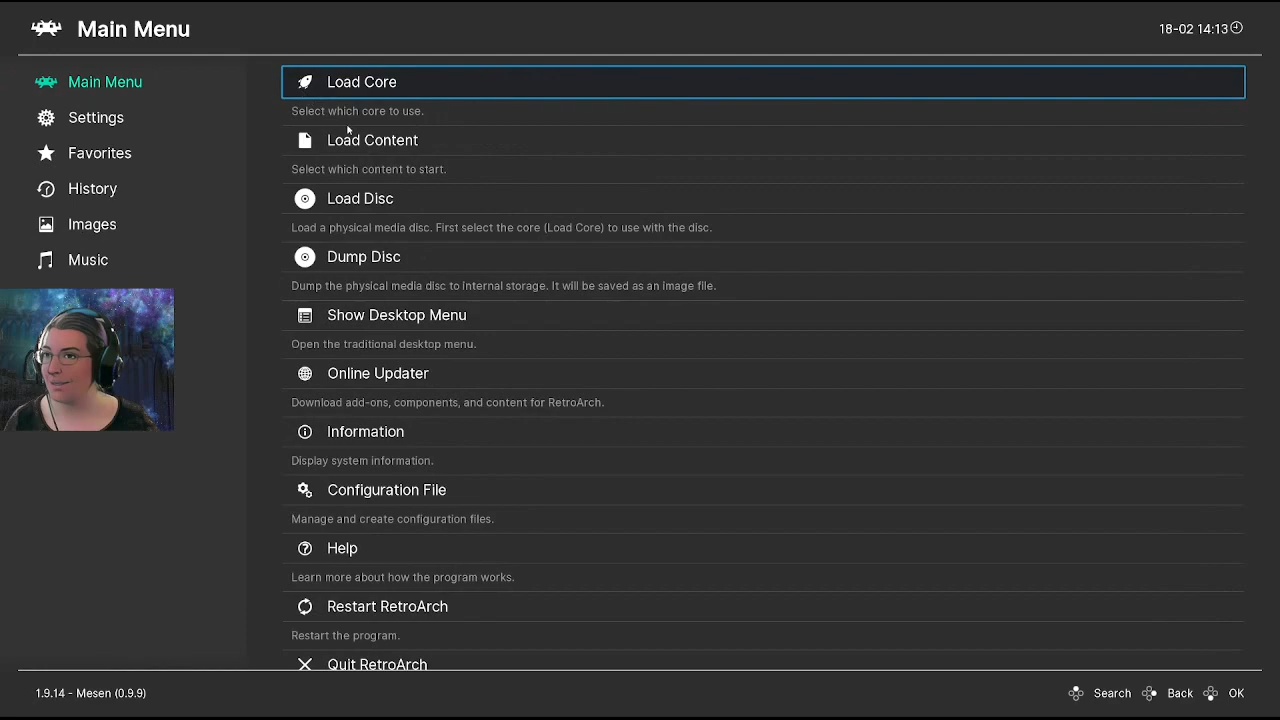 Main Menu
18-02 14:13
Main Menu
Settings
Favorites
History
Images
Music
Load Core
Select which core to use.
Load Content
Select which content to start.
Load Disc
Load a physical media disc. First select the core (Load Core) to use with the disc.
Dump Disc
Dump the physical media disc to internal storage. It will be saved as an image file.
Show Desktop Menu
Open the traditional desktop menu.
Online Updater
Download add-ons, components, and content for RetroArch.
Information
Display system information.
Configuration File
Manage and create configuration files.
Help
Learn more about how the program works.
Restart RetroArch
Restart the program.
Quit RetroArch
1.9.14 - Mesen (0.9.9)
Search Back OK